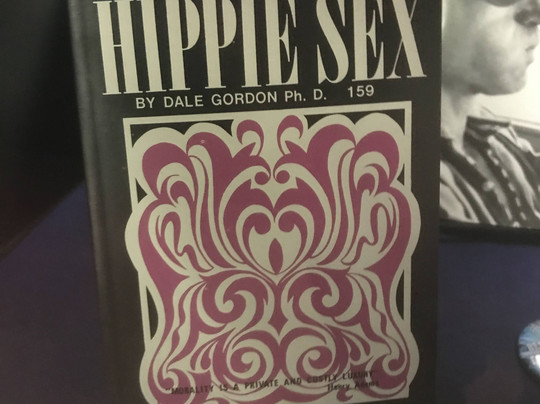 HIPPIE SEX
BY DALE GORDON Ph. D. 159
"MORALITY IS A PRIVATE AND COSTLY LUXURY"
Henry Adams